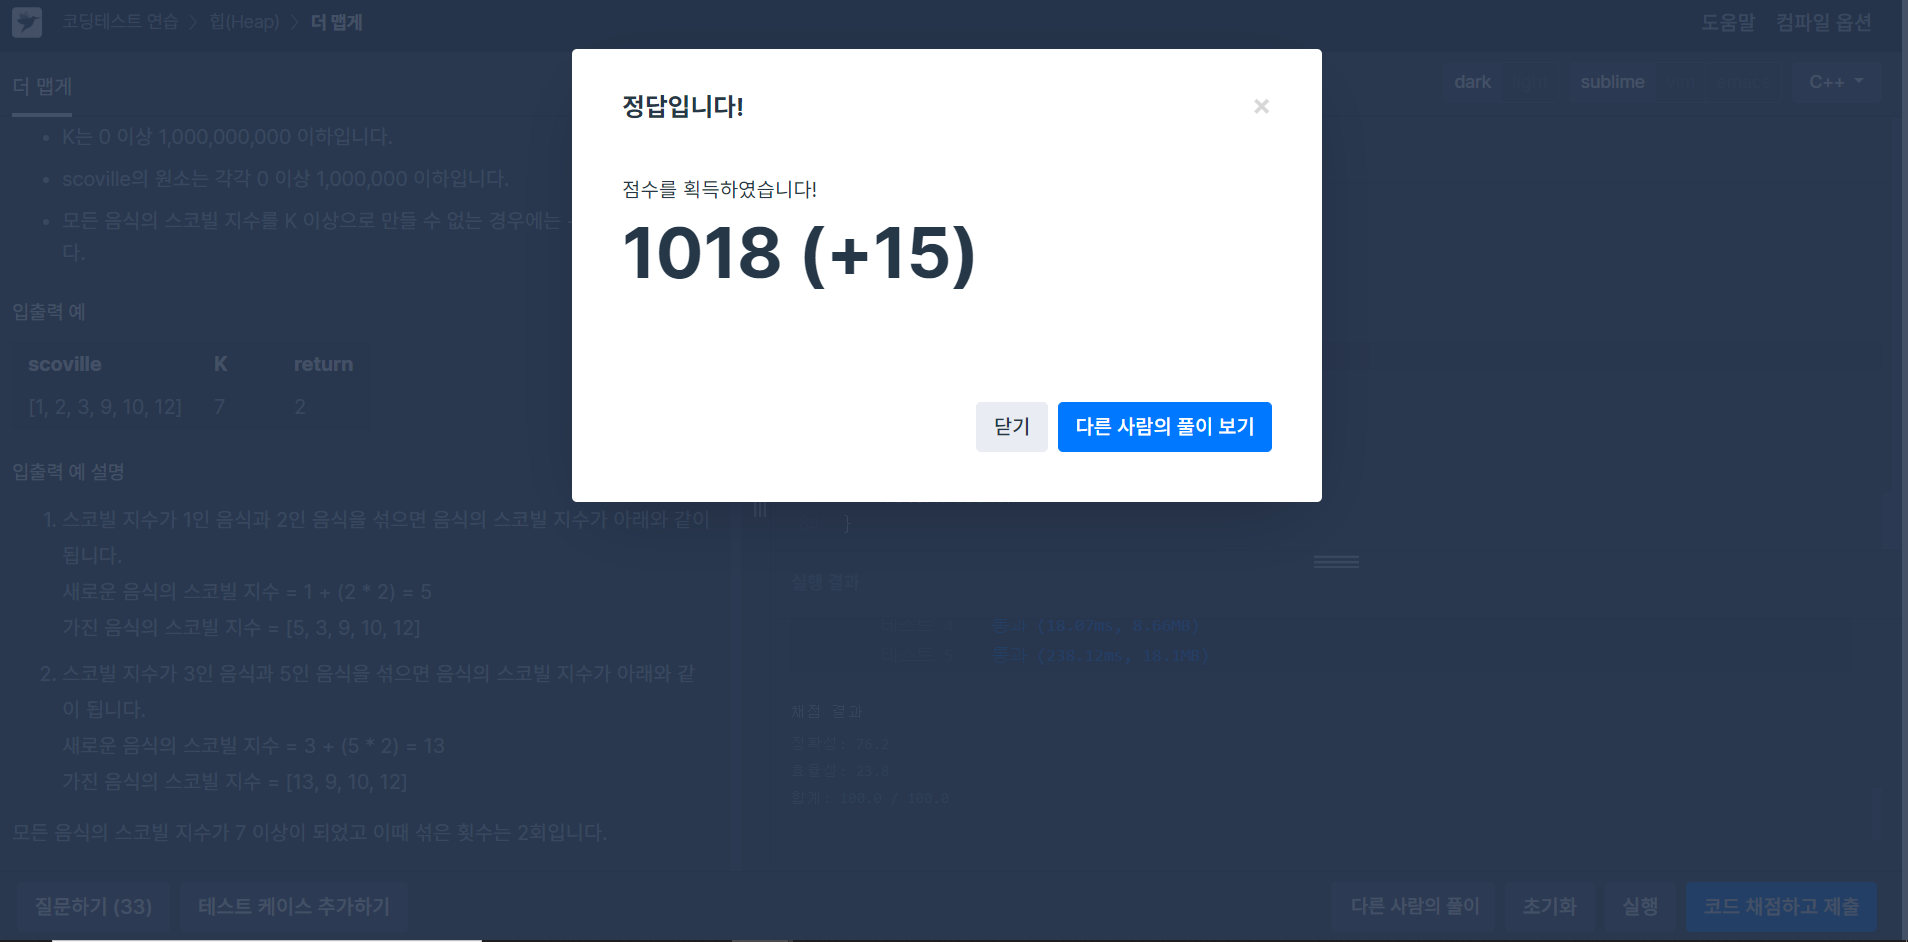 코딩테스트 연습 > 힙(Heap) > 더 맵게
도움말 컴파일 옵션
더 맵게
dark light sublime vim emacs C++
K는 0 이상 1,000,000,000 이하입니다.
scoville의 원소는 각각 0 이상 1,000,000 이하입니다.
모든 음식의 스코빌 지수를 K 이상으로 만들 수 없는 경우에는 -
다.
입출력 예
scoville K return
[1, 2, 3, 9, 10, 12] 7 2
입출력 예 설명
1. 스코빌 지수가 1인 음식과 2인 음식을 섞으면 음식의 스코빌 지수가 아래와 같이
됩니다.
새로운 음식의 스코빌 지수 = 1 + (2 * 2) = 5
가진 음식의 스코빌 지수 = [5, 3, 9, 10, 12]
2. 스코빌 지수가 3인 음식과 5인 음식을 섞으면 음식의 스코빌 지수가 아래와 같
이 됩니다.
새로운 음식의 스코빌 지수 = 3 + (5 * 2) = 13
가진 음식의 스코빌 지수 = [13, 9, 10, 12]
모든 음식의 스코빌 지수가 7 이상이 되었고 이때 섞은 횟수는 2회입니다.
정답입니다!
×
점수를 획득하였습니다!
1018 (+15)
닫기 다른 사람의 풀이 보기
}
실행 결과
테스트 4 통과 (18.07ms, 8.66MB)
테스트 5 통과 (238.12ms, 18.1MB)
채점 결과
정확성: 76.2
효율성: 23.8
합계: 100.0 / 100.0
질문하기 (33) 테스트 케이스 추가하기
다른 사람의 풀이 초기화 실행 코드 채점하고 제출